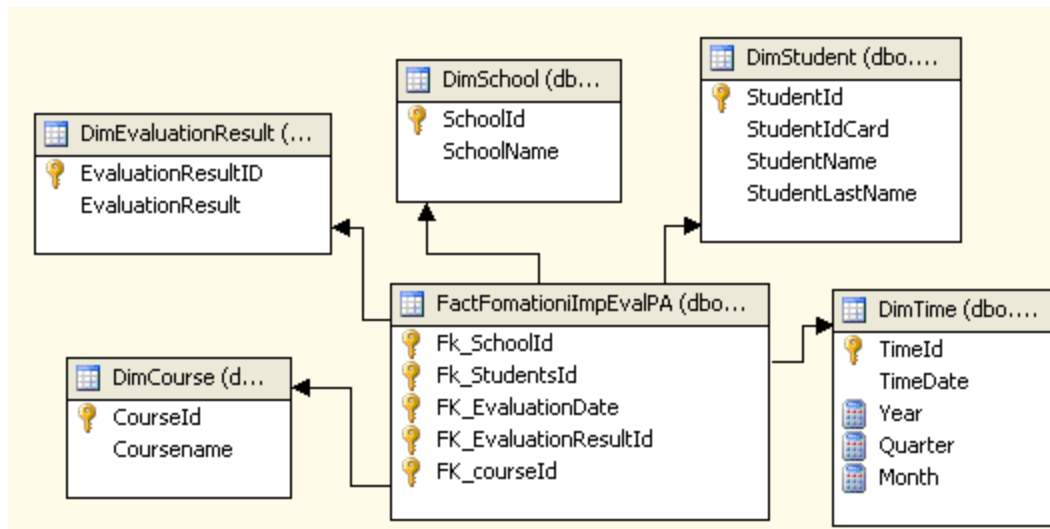 DimEvaluationResult (...
EvaluationResultID
EvaluationResult
DimSchool (db...
SchoolId
SchoolName
DimStudent (dbo....
StudentId
StudentIdCard
StudentName
StudentLastName
DimCourse (d...
CourseId
Coursename
FactFomationiImpEvalPA (dbo...
Fk_SchoolId
Fk_StudentsId
FK_EvaluationDate
FK_EvaluationResultId
FK_courseId
DimTime (dbo....
TimeId
TimeDate
Year
Quarter
Month